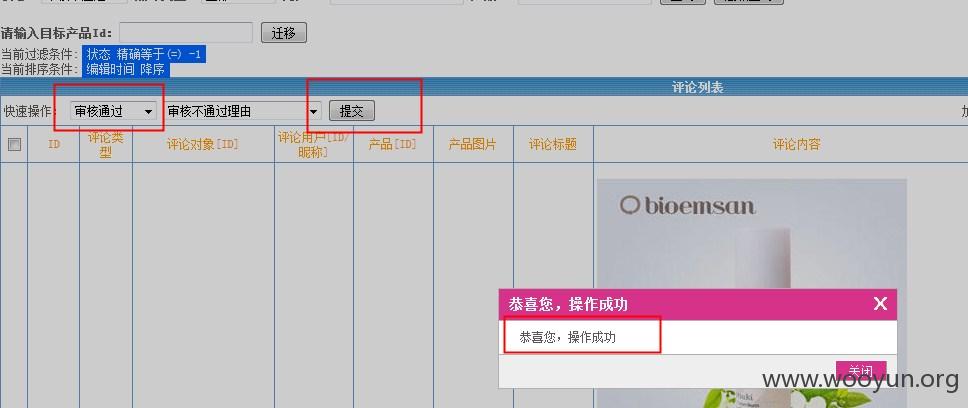 请输入目标产品Id:
迁移
当前过滤条件: 状态 精确等于(=) -1
当前排序条件: 编辑时间 降序
评论列表
快速操作: 审核通过 审核不通过理由 提交
ID 评论类型 评论对象[ID] 评论用户[ID/昵称] 产品[ID] 产品图片 评论标题 评论内容
bioemsan
恭喜您，操作成功 X
恭喜您，操作成功
关闭
www.wooyun.org